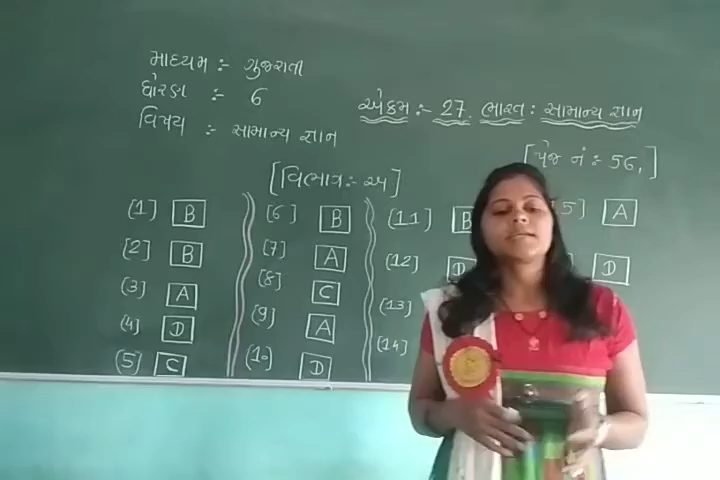 માધ્યમ :- ગુજરાતી
ધોરણ :- 6
વિષય :- સામાન્ય જ્ઞાન
એકમ :- 27. ભારત : સામાન્ય જ્ઞાન
[પેજ નં :- 56.]
[વિભાગ :- અ]
[1] B
[2] B
[3] A
[4] D
[5] C
[6] B
[7] A
[8] C
[9] A
[10] D
[11] B
[12] D
[13]
[14]
5] A
D